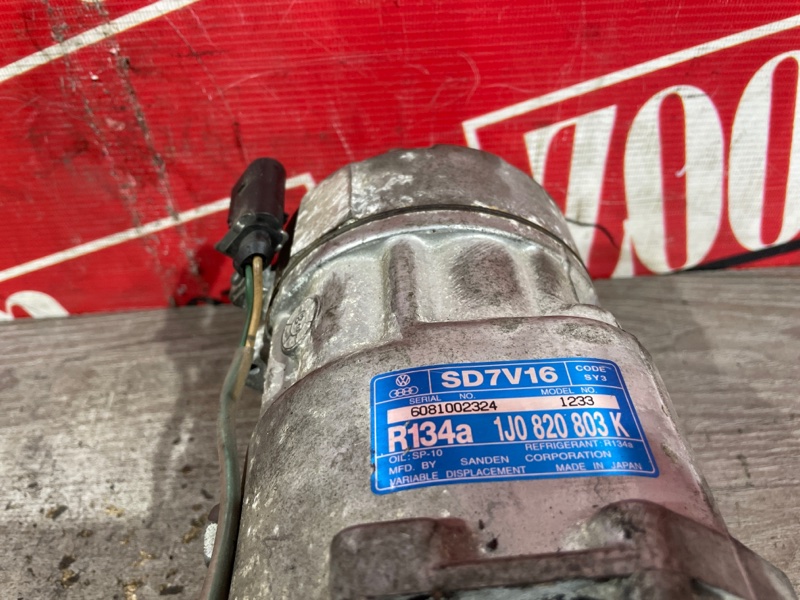 ZOO
SD7V16
CODE
SY3
SERIAL NO.
MODEL NO.
6081002324
1233
R134a
1J0 820 803 K
OIL: SP-10
REFRIGERANT: R134a
MFD. BY SANDEN CORPORATION
VARIABLE DISPLACEMENT
MADE IN JAPAN